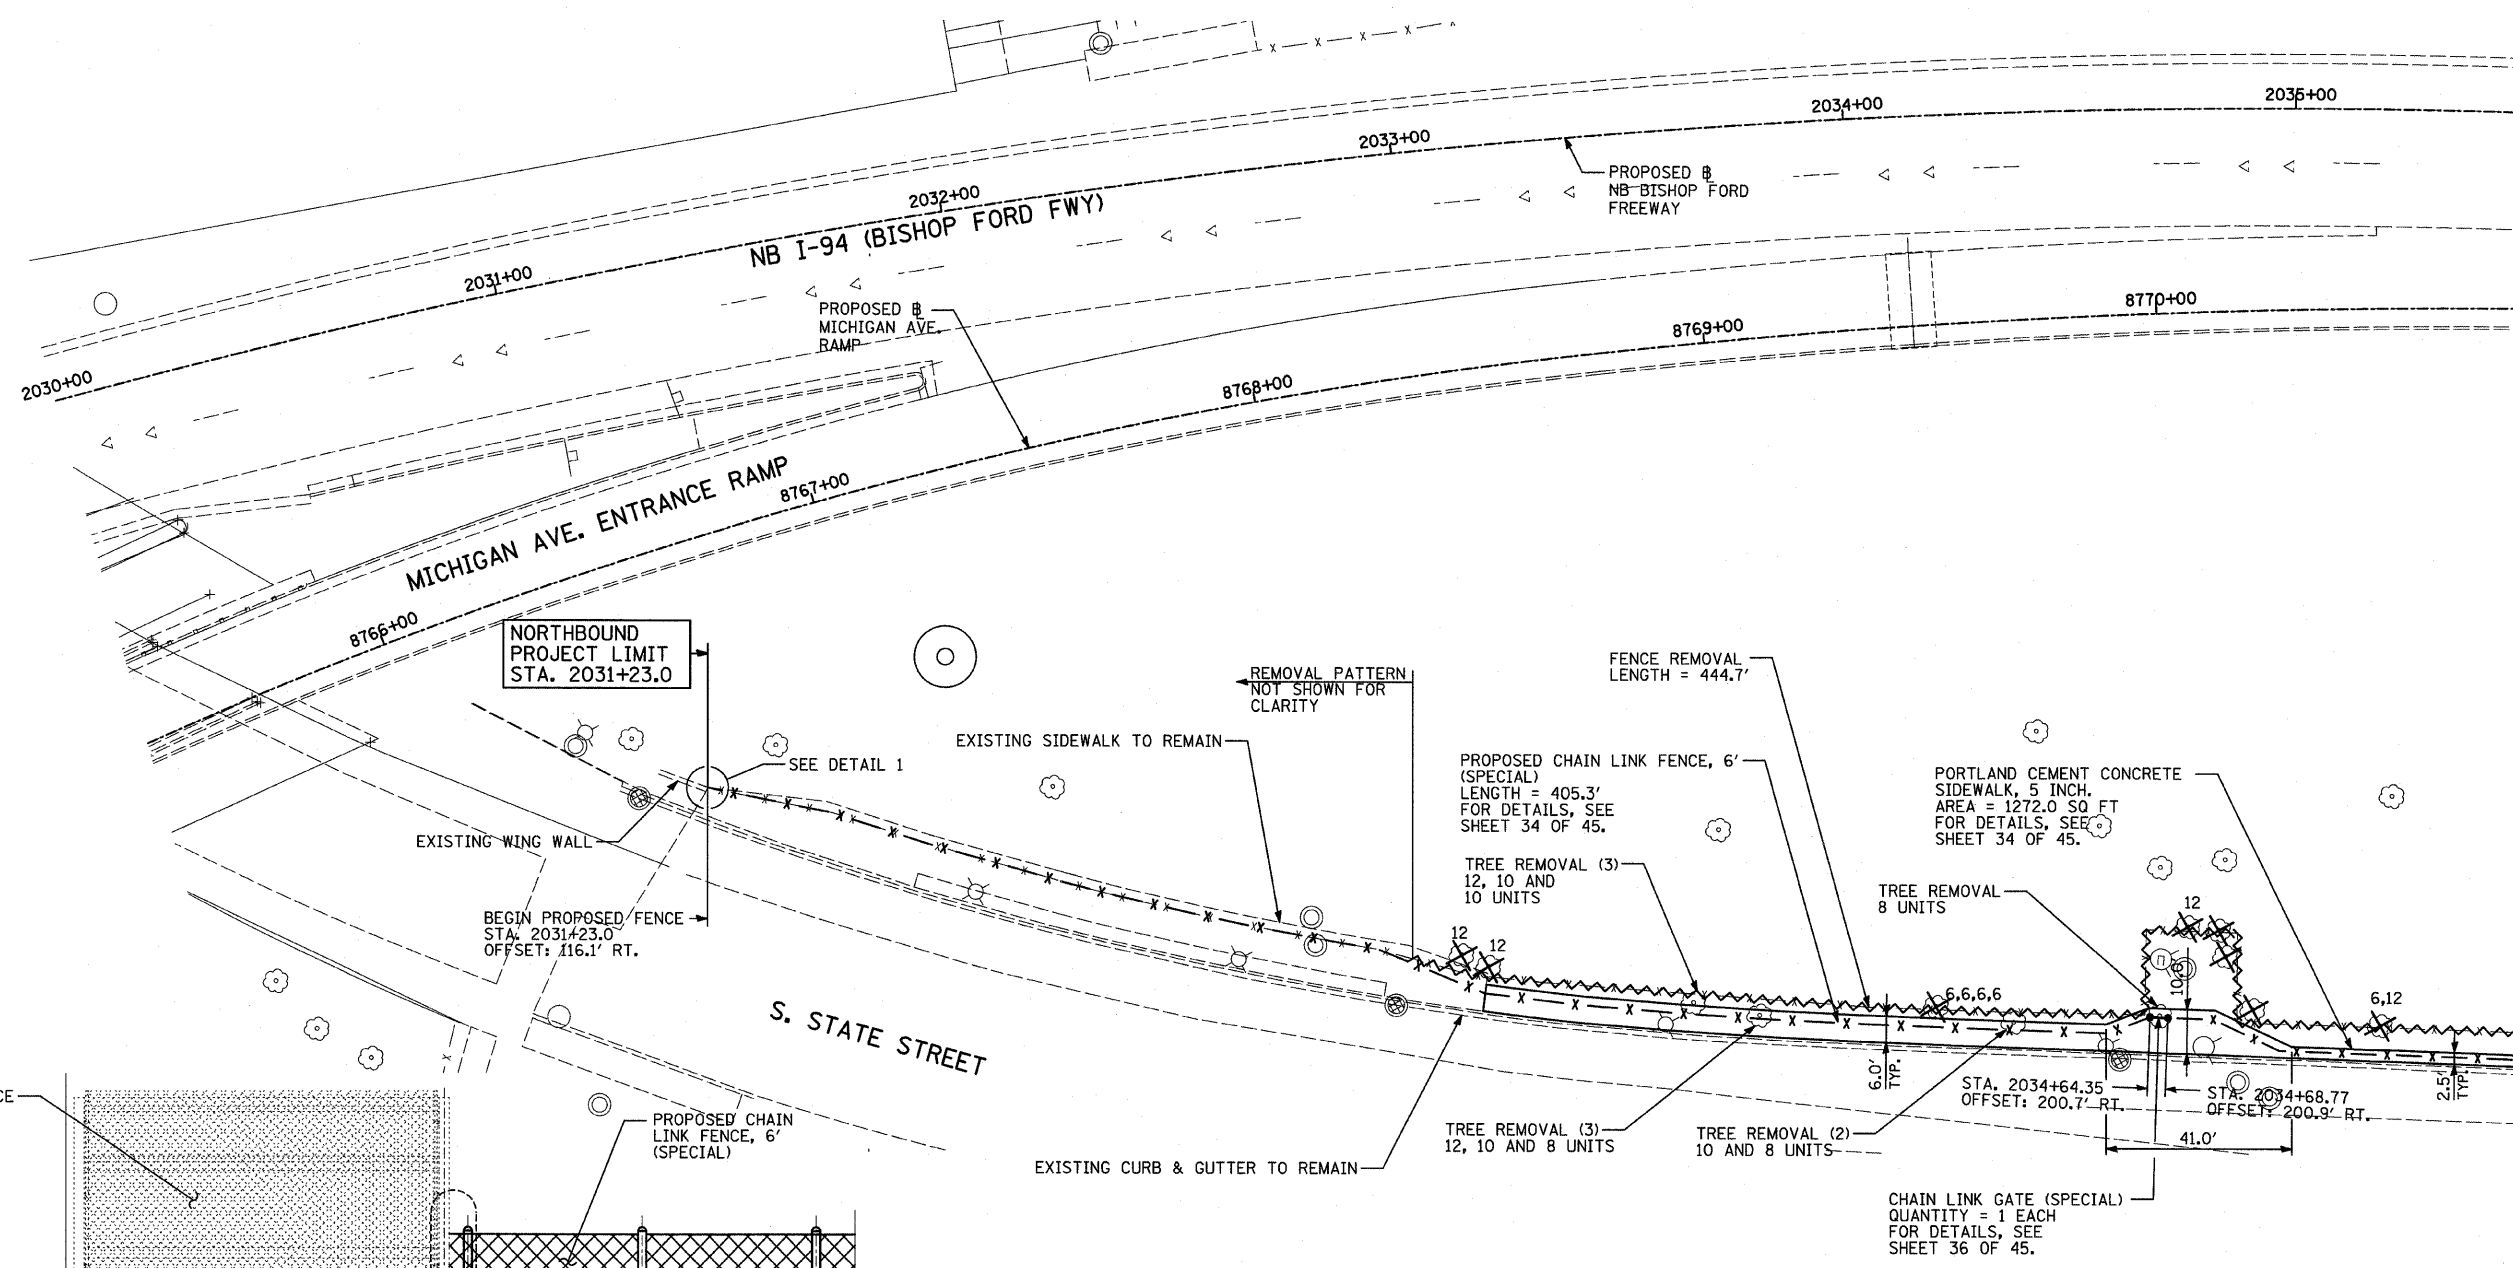 2035+00
2034+00
2033+00
PROPOSED B
NB BISHOP FORD
FREEWAY
2032+00
NB I-94 (BISHOP FORD FWY)
2031+00
2030+00
8770+00
8769+00
PROPOSED B
MICHIGAN AVE.
RAMP
8768+00
8767+00
MICHIGAN AVE. ENTRANCE RAMP
8766+00
NORTHBOUND
PROJECT LIMIT
STA. 2031+23.0
REMOVAL PATTERN
NOT SHOWN FOR
CLARITY
FENCE REMOVAL
LENGTH = 444.7'
EXISTING SIDEWALK TO REMAIN
SEE DETAIL 1
PROPOSED CHAIN LINK FENCE, 6'
(SPECIAL)
LENGTH = 405.3'
FOR DETAILS, SEE
SHEET 34 OF 45.
PORTLAND CEMENT CONCRETE
SIDEWALK, 5 INCH.
AREA = 1272.0 SQ FT
FOR DETAILS, SEE
SHEET 34 OF 45.
EXISTING WING WALL
TREE REMOVAL (3)
12, 10 AND
10 UNITS
TREE REMOVAL
8 UNITS
12
BEGIN PROPOSED FENCE
STA. 2031+23.0
OFFSET: 116.1' RT.
12
12
6,6,6,6
6,12
S. STATE STREET
6.0'
TYP.
STA. 2034+64.35
OFFSET: 200.7' RT.
STA. 2034+68.77
OFFSET: 200.9' RT.
2.5'
TYP.
41.0'
CE
PROPOSED CHAIN
LINK FENCE, 6'
(SPECIAL)
TREE REMOVAL (3)
12, 10 AND 8 UNITS
TREE REMOVAL (2)
10 AND 8 UNITS
EXISTING CURB & GUTTER TO REMAIN
CHAIN LINK GATE (SPECIAL)
QUANTITY = 1 EACH
FOR DETAILS, SEE
SHEET 36 OF 45.